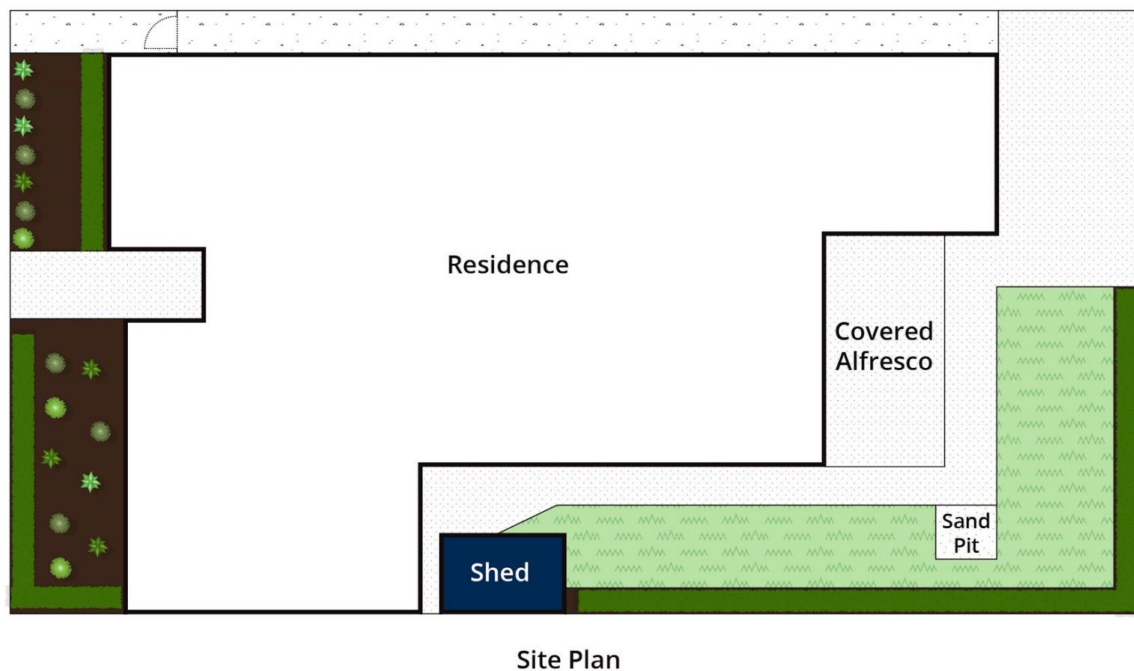 Residence
Covered
Alfresco
Sand
Pit
Shed
Site Plan